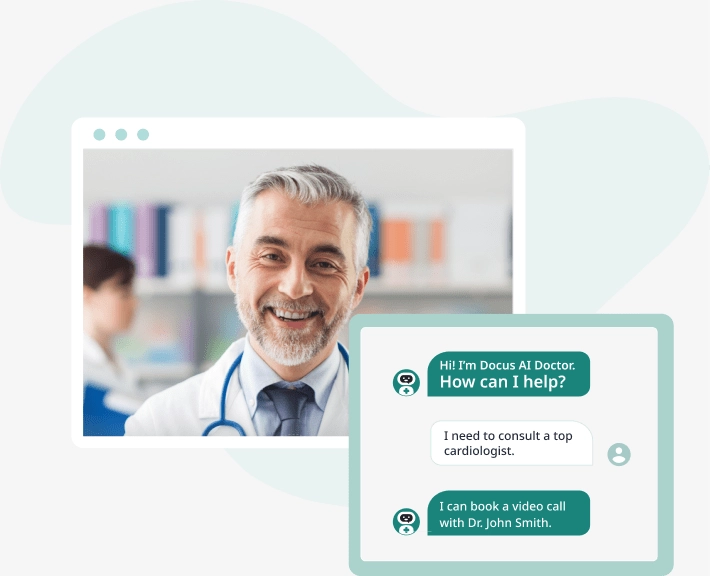 Hi! I'm Docus AI Doctor.
How can I help?
I need to consult a top
cardiologist.
I can book a video call
with Dr. John Smith.